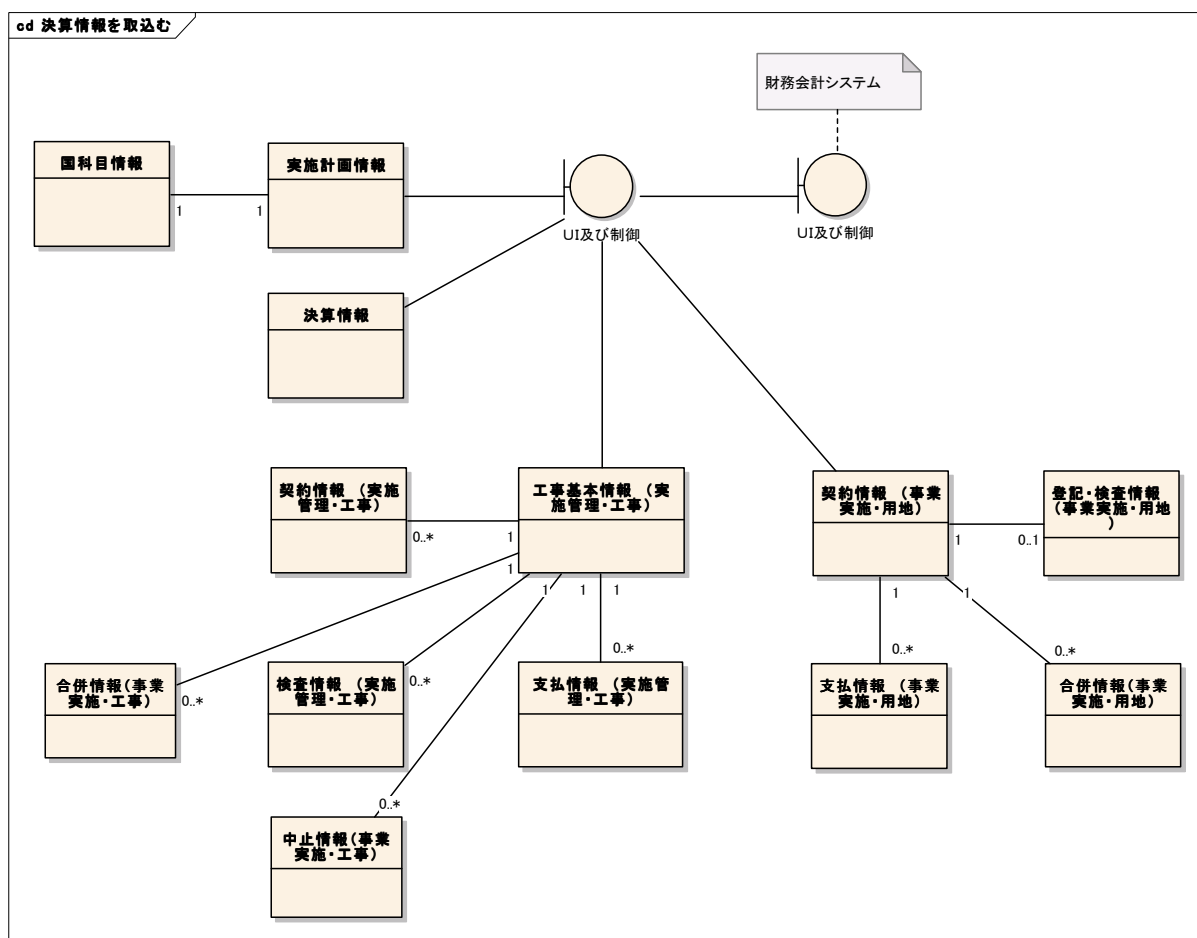 cd 決算情報を取込む
財務会計システム
国科目情報
実施計画情報
1
1
UI及び制御
UI及び制御
決算情報
契約情報 (実施
管理・工事)
工事基本情報 (実
施管理・工事)
契約情報 (事業
実施・用地)
登記・検査情報
(事業実施・用地
)
0..*
1
1
0..1
1
1
1
1
1
1
0..*
0..*
0..*
0..*
0..*
合併情報(事業
実施・工事)
検査情報 (実施
管理・工事)
支払情報 (実施管
理・工事)
支払情報 (事業
実施・用地)
合併情報(事業
実施・用地)
0..*
中止情報(事業
実施・工事)